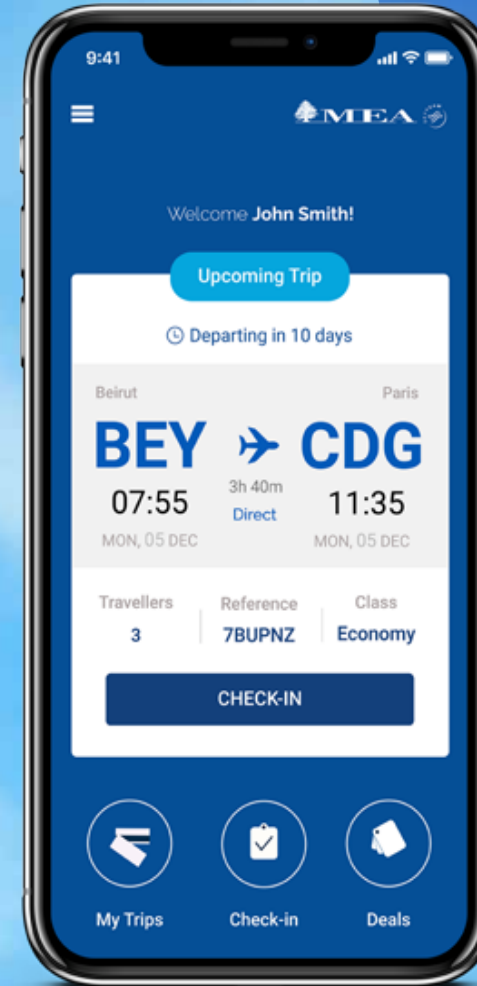 9:41
MEA
Welcome John Smith!
Upcoming Trip
Departing in 10 days
Beirut Paris
BEY CDG
07:55 3h 40m 11:35
Direct
MON, 05 DEC MON, 05 DEC
Travellers Reference Class
3 7BUPNZ Economy
CHECK-IN
My Trips Check-in Deals